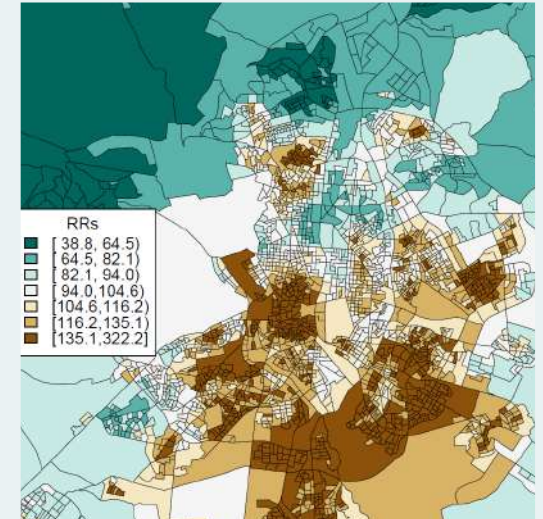 RRs
[ 38.8, 64.5)
[ 64.5, 82.1)
[ 82.1, 94.0)
[ 94.0,104.6)
[104.6,116.2)
[116.2,135.1)
[135.1,322.2]